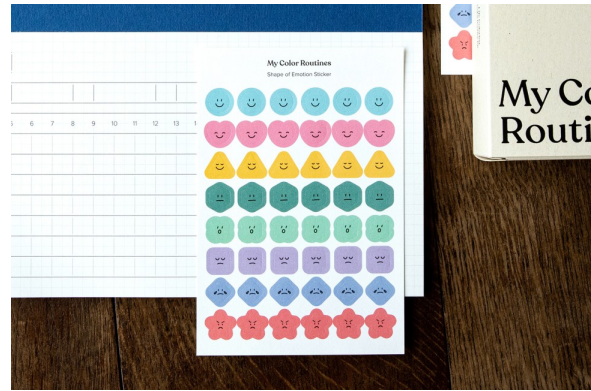 My Color Routines
Shape of Emotion Sticker
5 6 7 8 9 10 11 12 13
My Co
Routi